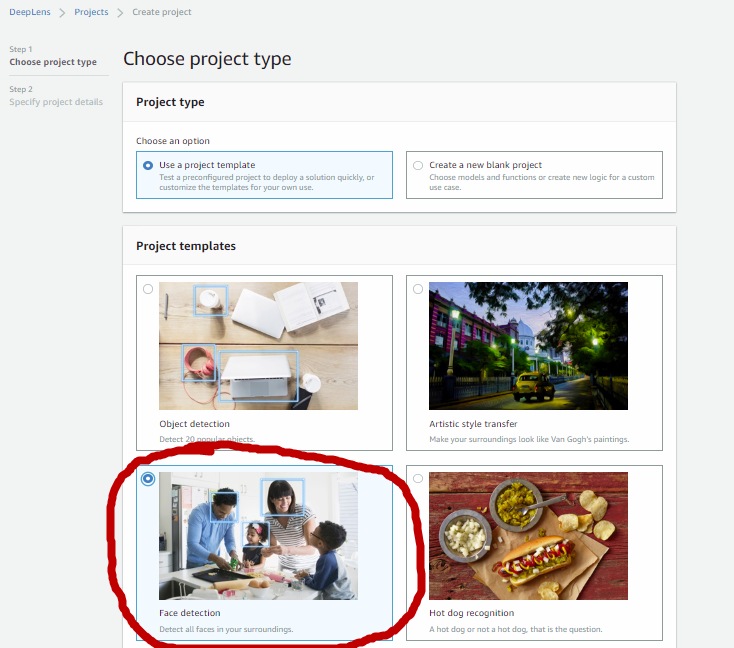 DeepLens > Projects > Create project
Step 1
Choose project type
Step 2
Specify project details
Choose project type
Project type
Choose an option
Use a project template
Test a preconfigured project to deploy a solution quickly, or
customize the templates for your own use.
Create a new blank project
Choose models and functions or create new logic for a custom
use case.
Project templates
Object detection
Detect 20 popular objects.
Artistic style transfer
Make your surroundings look like Van Gogh's paintings.
Face detection
Detect all faces in your surroundings.
Hot dog recognition
A hot dog or not a hot dog, that is the question.